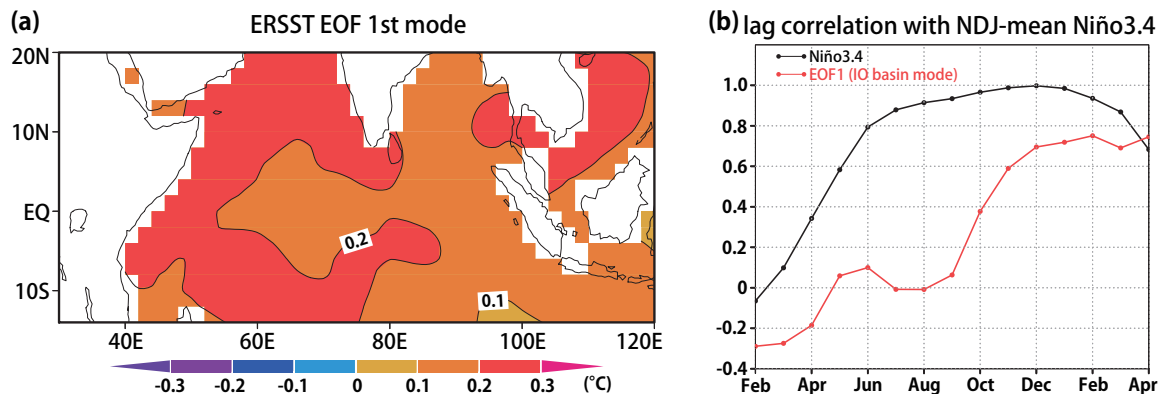 (a)
ERSST EOF 1st mode
20N
10N
EQ
10S
0.2
0.1
40E 60E 80E 100E 120E
-0.3 -0.2 -0.1 0 0.1 0.2 0.3 (°C)
(b) lag correlation with NDJ-mean Niño3.4
Niño3.4
EOF1 (IO basin mode)
1.0
0.8
0.6
0.4
0.2
0
-0.2
-0.4
Feb Apr Jun Aug Oct Dec Feb Apr